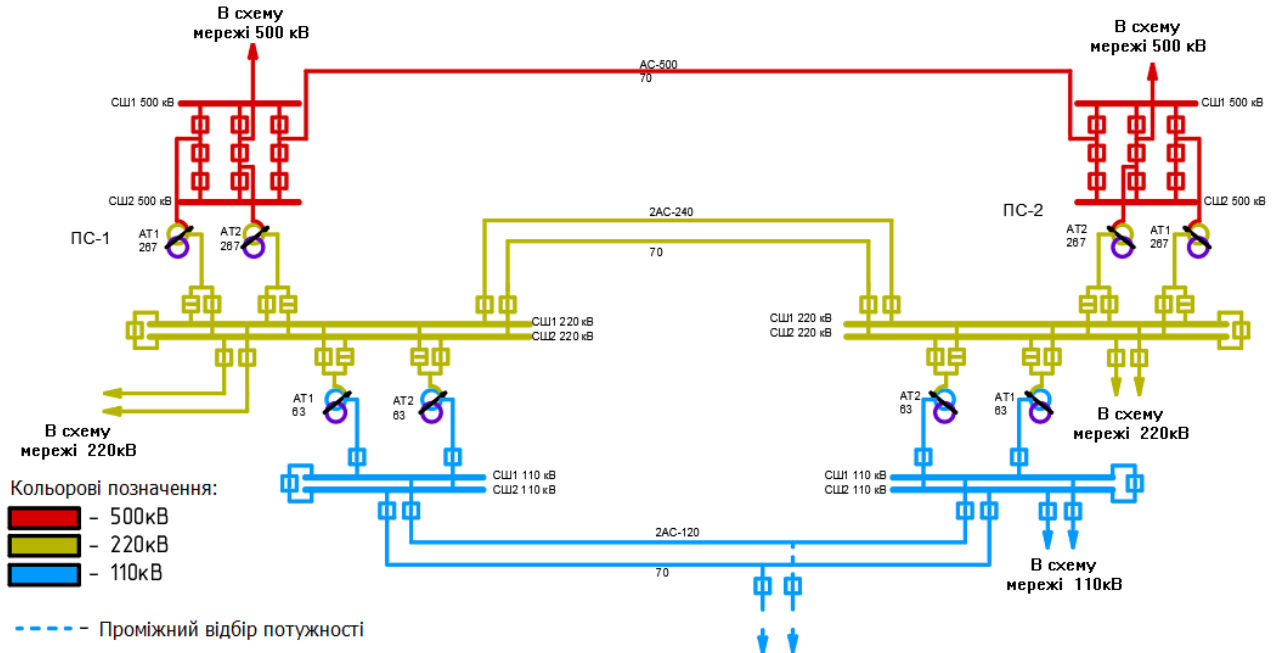 В схему
мережі 500 кВ
В схему
мережі 500 кВ
АС-500
70
СШ1 500 кВ
СШ1 500 кВ
СШ2 500 кВ
СШ2 500 кВ
ПС-1
АТ1
267
АТ2
267
2АС-240
70
ПС-2
АТ2
267
АТ1
267
СШ1 220 кВ
СШ2 220 кВ
СШ1 220 кВ
СШ2 220 кВ
АТ1
63
АТ2
63
АТ2
63
АТ1
63
В схему
мережі 220кВ
В схему
мережі 220кВ
СШ1 110 кВ
СШ2 110 кВ
СШ1 110 кВ
СШ2 110 кВ
Кольорові позначення:
- 500кВ
- 220кВ
- 110кВ
2АС-120
70
В схему
мережі 110кВ
- Проміжний відбір потужності